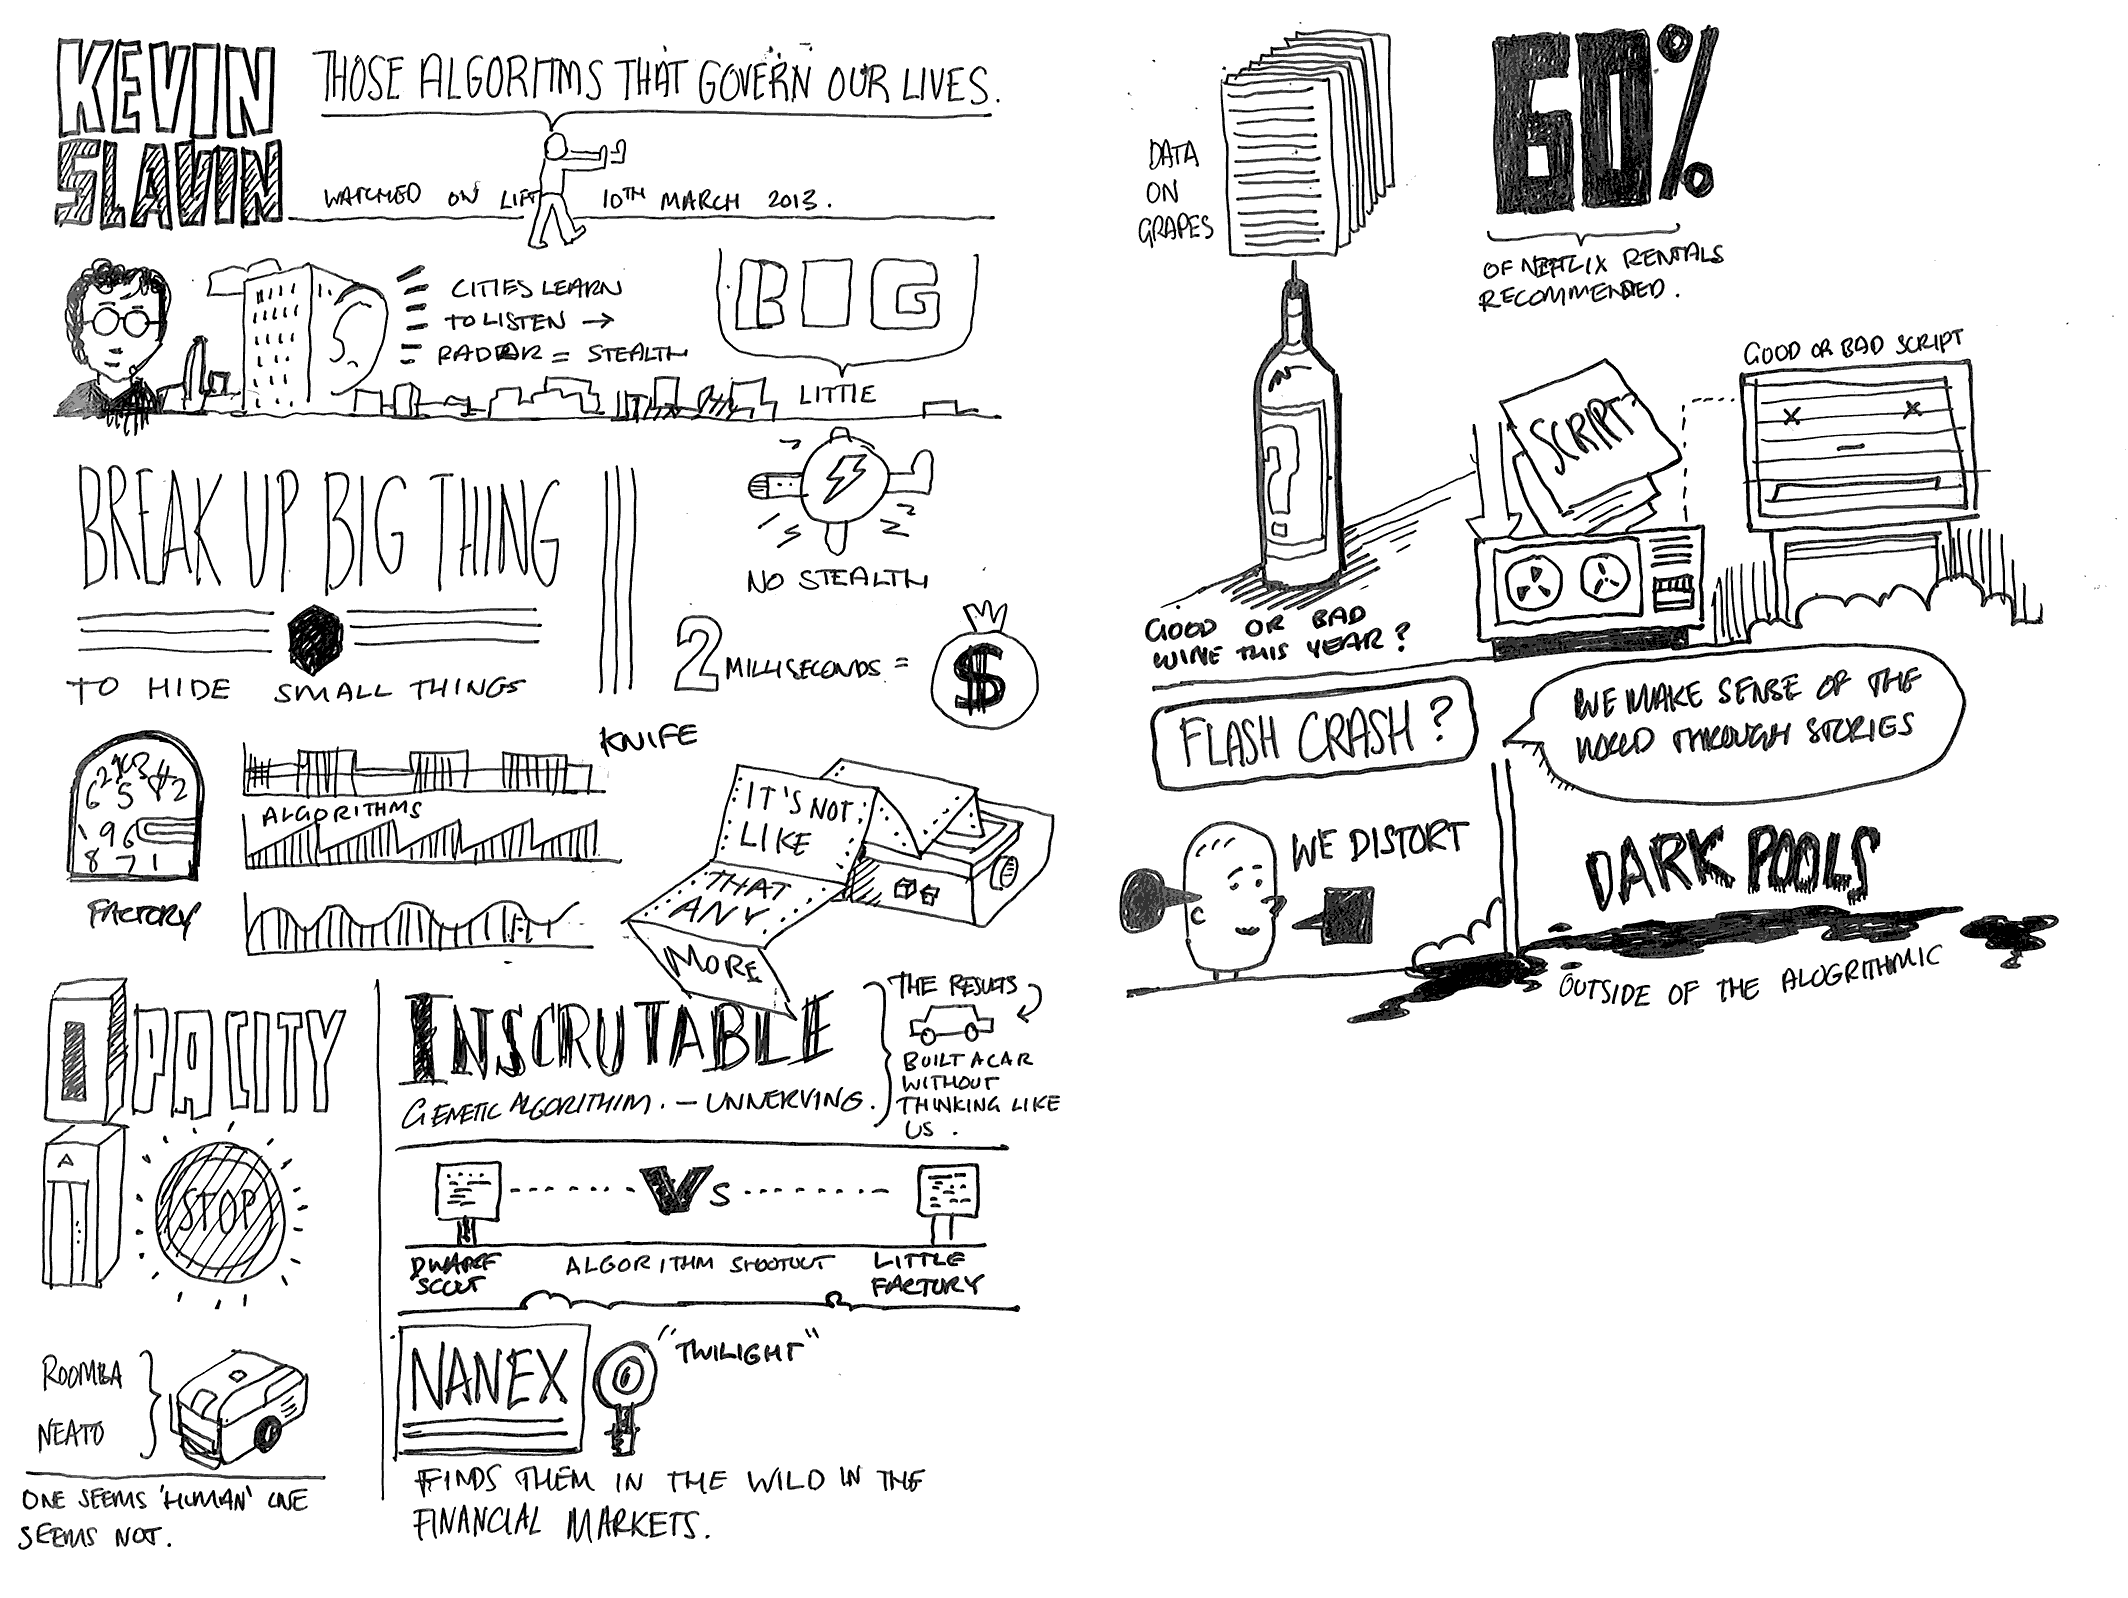 KEVIN
SLAVIN
THOSE ALGORITMS THAT GOVERN OUR LIVES.
WATCHED ON LIFT 10TH MARCH 2013.
CITIES LEARN
TO LISTEN →
RADAR = STEALTH
BIG
LITTLE
BREAK UP BIG THING
TO HIDE SMALL THINGS
NO STEALTH
2 MILLISECONDS = $
KNIFE
ALGORITHMS
FACTORY
IT'S NOT
LIKE
THAT
ANY
MORE
OPACITY
STOP
ROOMBA
NEATO
ONE SEEMS 'HUMAN' ONE
SEEMS NOT.
INSCRUTABLE
GENETIC ALGORITHIM. — UNNERVING.
THE RESULTS
BUILT A CAR
WITHOUT
THINKING LIKE
US.
VS
DWARF
SCOUT
ALGORITHM SHOOTOUT
LITTLE
FACTORY
NANEX
"TWILIGHT"
FINDS THEM IN THE WILD IN THE
FINANCIAL MARKETS.
DATA
ON
GRAPES
60%
OF NETFLIX RENTALS
RECOMMENDED.
?
GOOD OR BAD
WINE THIS YEAR?
SCRIPT
GOOD OR BAD SCRIPT
FLASH CRASH?
WE MAKE SENSE OF THE
WORLD THROUGH STORIES
WE DISTORT
DARK POOLS
OUTSIDE OF THE ALOGRITHMIC